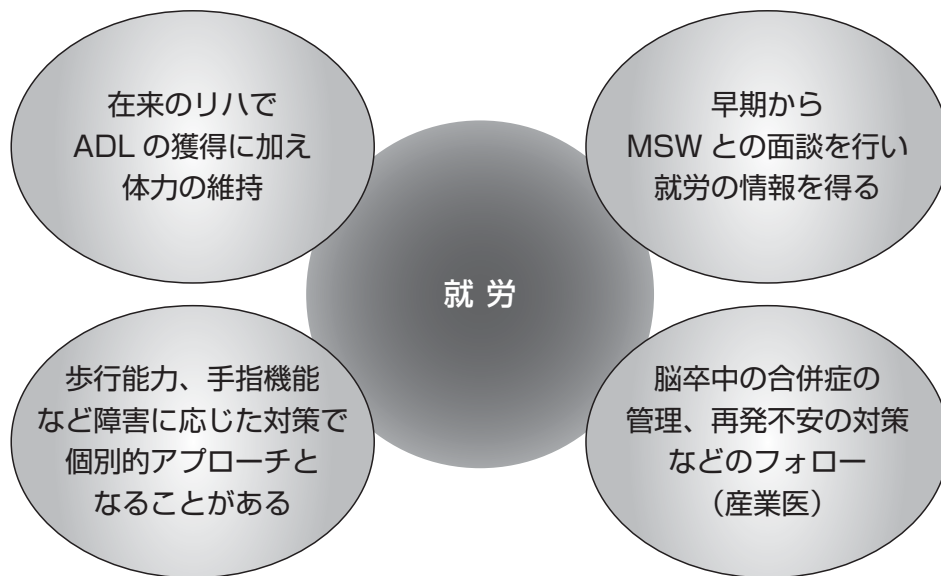 在来のリハで
ADL の獲得に加え
体力の維持
早期から
MSW との面談を行い
就労の情報を得る
就 労
歩行能力、手指機能
など障害に応じた対策で
個別的アプローチと
なることがある
脳卒中の合併症の
管理、再発不安の対策
などのフォロー
（産業医）